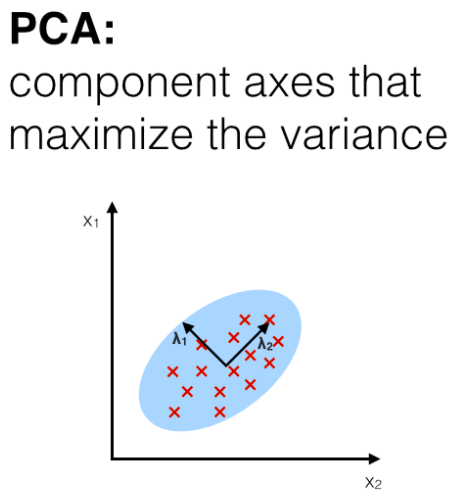 PCA:
component axes that
maximize the variance
x1
λ1
λ2
x2